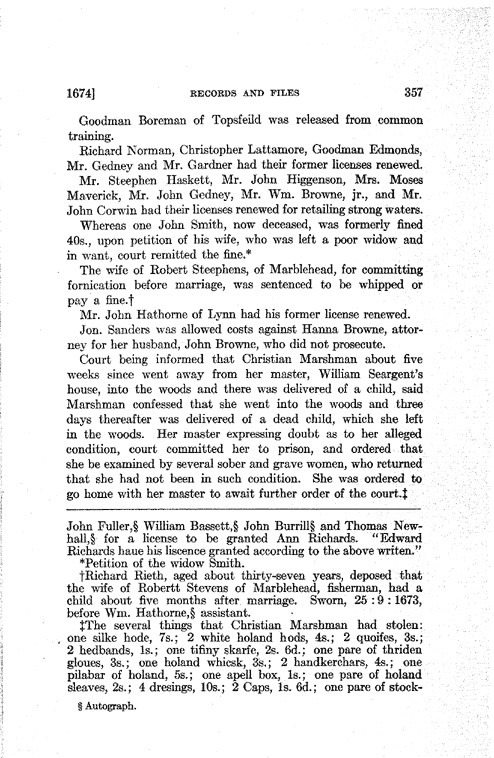 1674] RECORDS AND FILES 357
Goodman Boreman of Topsfeild was released from common
training.
Richard Norman, Christopher Lattamore, Goodman Edmonds,
Mr. Gedney and Mr. Gardner had their former licenses renewed.
Mr. Steephen Haskett, Mr. John Higgenson, Mrs. Moses
Maverick, Mr. John Gedney, Mr. Wm. Browne, jr., and Mr.
John Corwin had their licenses renewed for retailing strong waters.
Whereas one John Smith, now deceased, was formerly fined
40s., upon petition of his wife, who was left a poor widow and
in want, court remitted the fine.*
The wife of Robert Steephens, of Marblehead, for committing
fornication before marriage, was sentenced to be whipped or
pay a fine.†
Mr. John Hathorne of Lynn had his former license renewed.
Jon. Sanders was allowed costs against Hanna Browne, attor-
ney for her husband, John Browne, who did not prosecute.
Court being informed that Christian Marshman about five
weeks since went away from her master, William Seargent's
house, into the woods and there was delivered of a child, said
Marshman confessed that she went into the woods and three
days thereafter was delivered of a dead child, which she left
in the woods. Her master expressing doubt as to her alleged
condition, court committed her to prison, and ordered that
she be examined by several sober and grave women, who returned
that she had not been in such condition. She was ordered to
go home with her master to await further order of the court.‡
John Fuller,§ William Bassett,§ John Burrill§ and Thomas New-
hall,§ for a license to be granted Ann Richards. "Edward
Richards haue his liscence granted according to the above writen."
*Petition of the widow Smith.
†Richard Rieth, aged about thirty-seven years, deposed that
the wife of Robertt Stevens of Marblehead, fisherman, had a
child about five months after marriage. Sworn, 25 : 9 : 1673,
before Wm. Hathorne,§ assistant.
‡The several things that Christian Marshman had stolen:
one silke hode, 7s.; 2 white holand hods, 4s.; 2 quoifes, 3s.;
2 hedbands, 1s.; one tifiny skarfe, 2s. 6d.; one pare of thriden
gloues, 3s.; one holand whicsk, 3s.; 2 handkerchars, 4s.; one
pilabar of holand, 5s.; one apell box, 1s.; one pare of holand
sleaves, 2s.; 4 dresings, 10s.; 2 Caps, 1s. 6d.; one pare of stock-
§ Autograph.